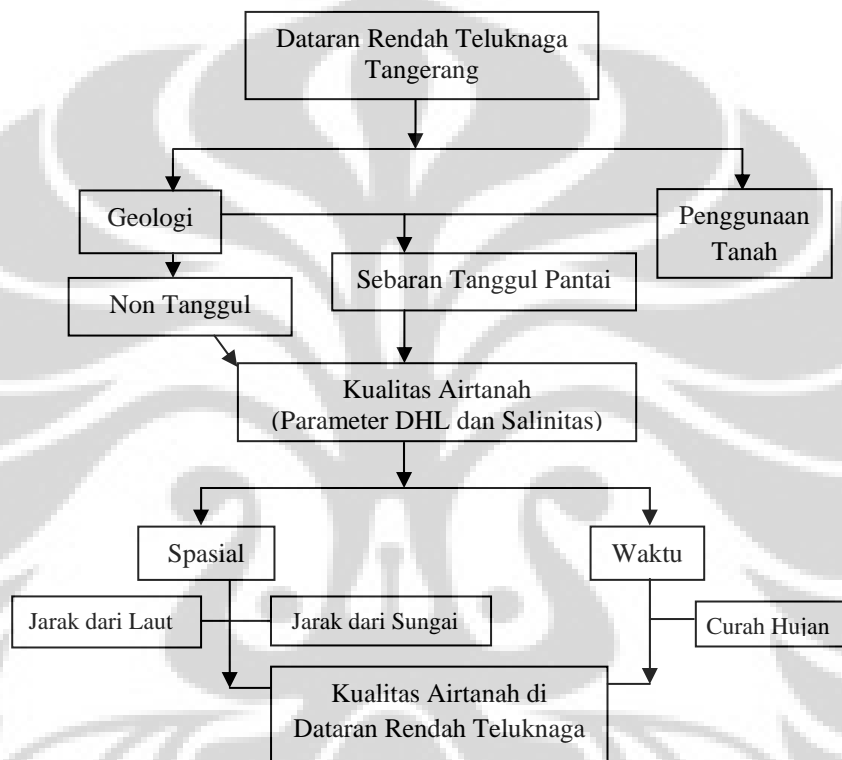 Dataran Rendah Teluknaga
Tangerang
Geologi
Penggunaan
Tanah
Non Tanggul
Sebaran Tanggul Pantai
Kualitas Airtanah
(Parameter DHL dan Salinitas)
Spasial
Waktu
Jarak dari Laut
Jarak dari Sungai
Curah Hujan
Kualitas Airtanah di
Dataran Rendah Teluknaga